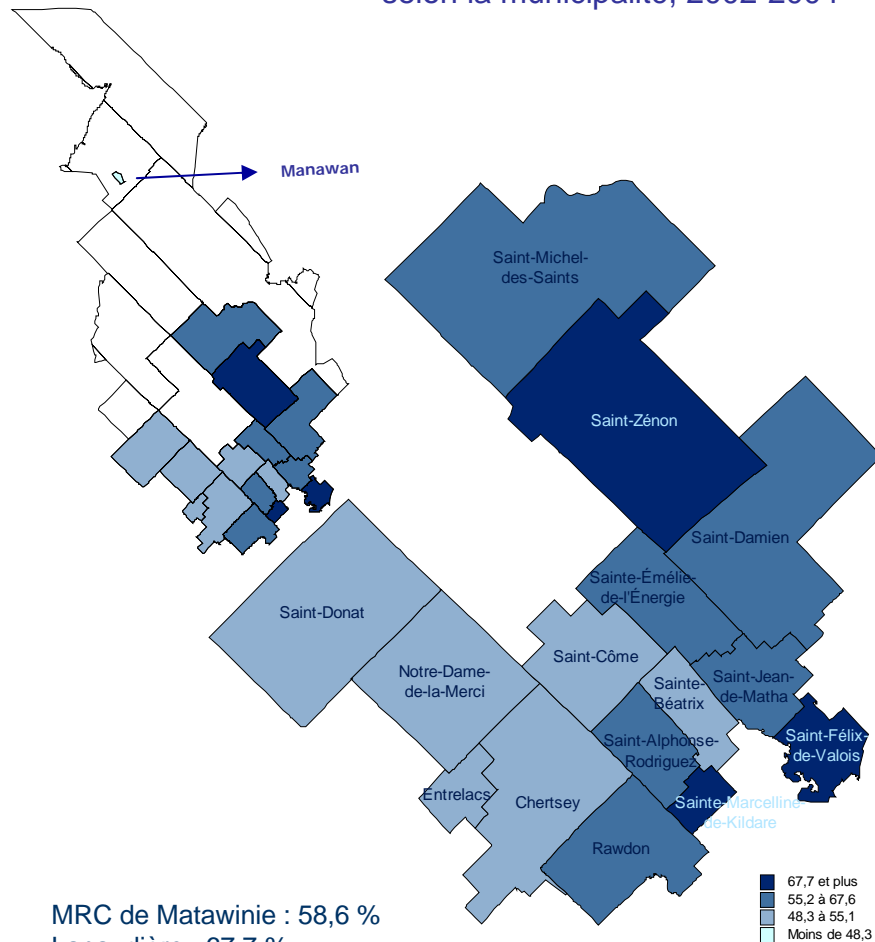 selon la municipalité, 2002-2004
Manawan
Saint-Michel-
des-Saints
Saint-Zénon
Saint-Damien
Sainte-Émélie-
de-l'Énergie
Saint-Donat
Saint-Côme
Notre-Dame-
de-la-Merci
Sainte-
Béatrix
Saint-Jean-
de-Matha
Saint-Félix-
de-Valois
Saint-Alphonse-
Rodriguez
Entrelacs
Chertsey
Sainte-Marcelline-
de-Kildare
Rawdon
67,7 et plus
55,2 à 67,6
48,3 à 55,1
Moins de 48,3
MRC de Matawinie : 58,6 %
Lanaudière : 67,7 %